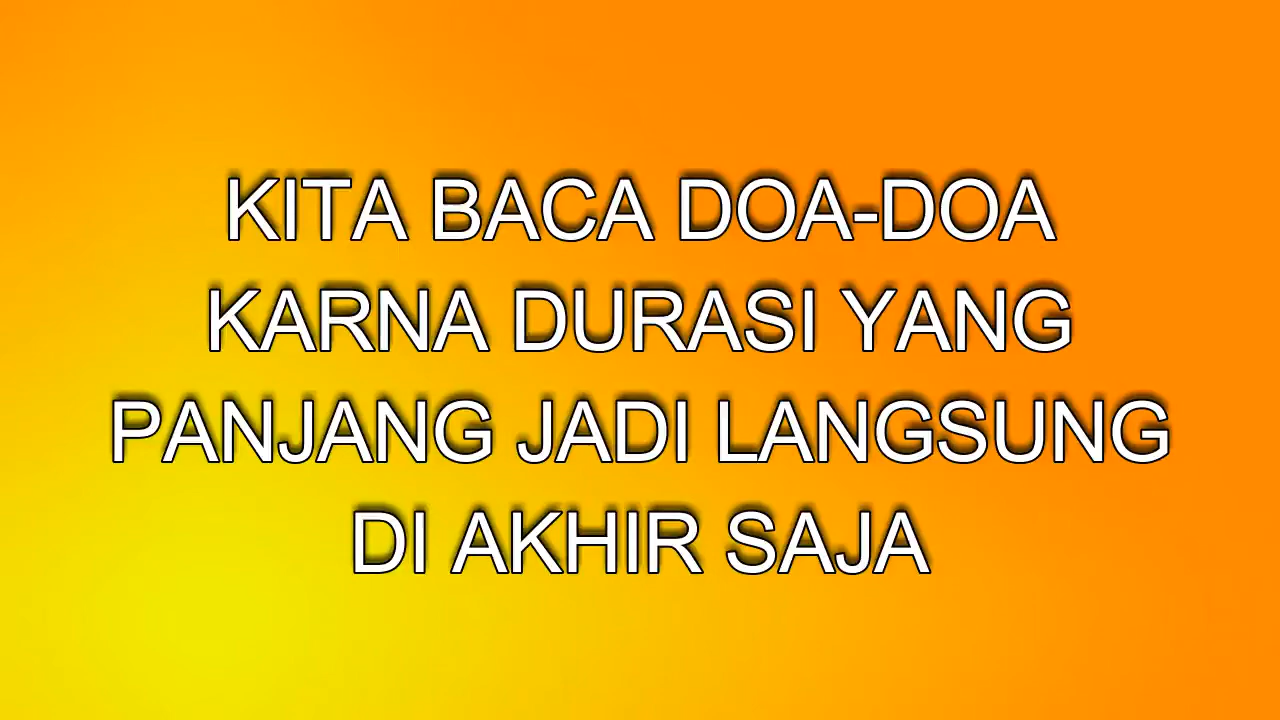 KITA BACA DOA-DOA
KARNA DURASI YANG
PANJANG JADI LANGSUNG
DI AKHIR SAJA